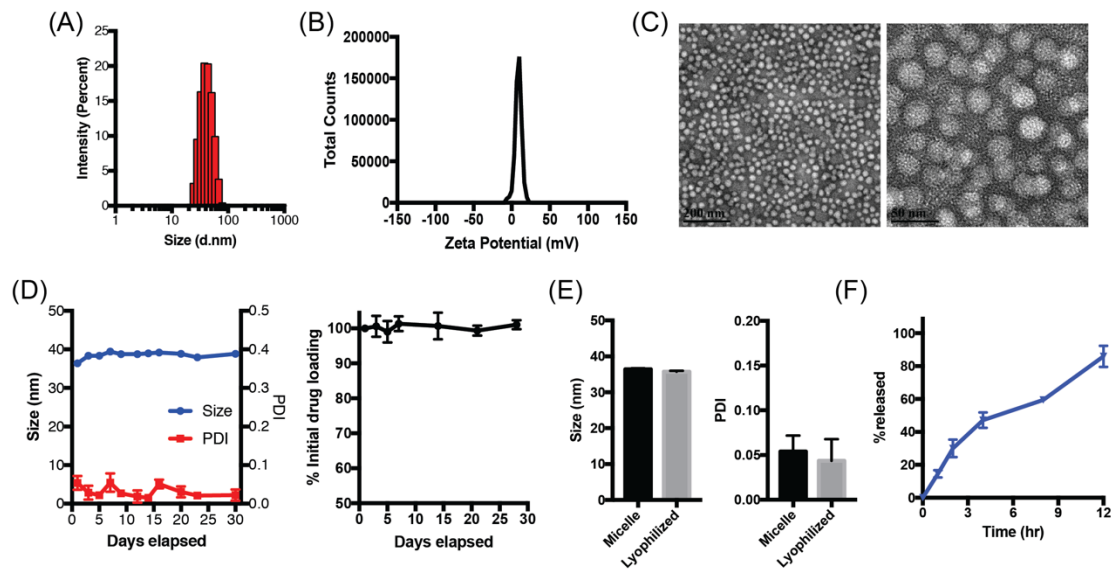 (A)
Intensity (Percent)
25
20
15
10
5
0
1
10
100
1000
Size (d.nm)
(B)
Total Counts
200000
150000
100000
50000
0
-150
-100
-50
0
50
100
150
Zeta Potential (mV)
(C)
200 nm
50 nm
(D)
Size (nm)
50
40
30
20
10
0
Size
PDI
0.5
0.4
0.3
0.2
0.1
0.0
PDI
0
5
10
15
20
25
30
Days elapsed
% Initial drug loading
110
100
90
80
70
60
50
0
5
10
15
20
25
30
Days elapsed
(E)
Size (nm)
50
40
30
20
10
0
Micelle
Lyophilized
PDI
0.20
0.15
0.10
0.05
0.00
Micelle
Lyophilized
(F)
%released
100
80
60
40
20
0
0
3
6
9
12
Time (hr)